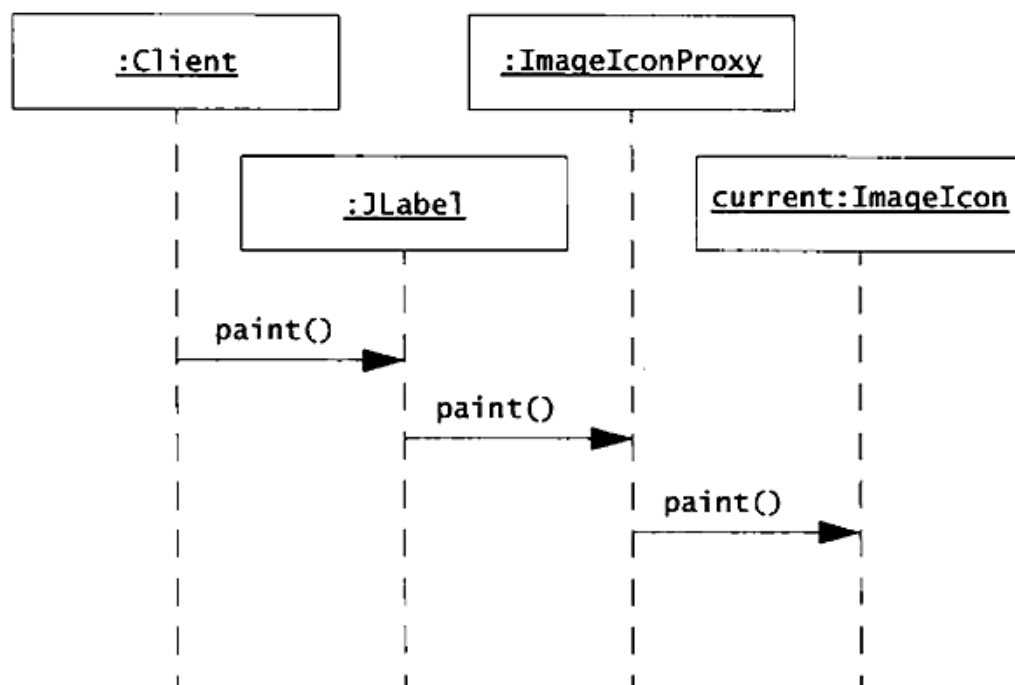 :Client
:ImageIconProxy
:JLabel
current:ImageIcon
paint()
paint()
paint()